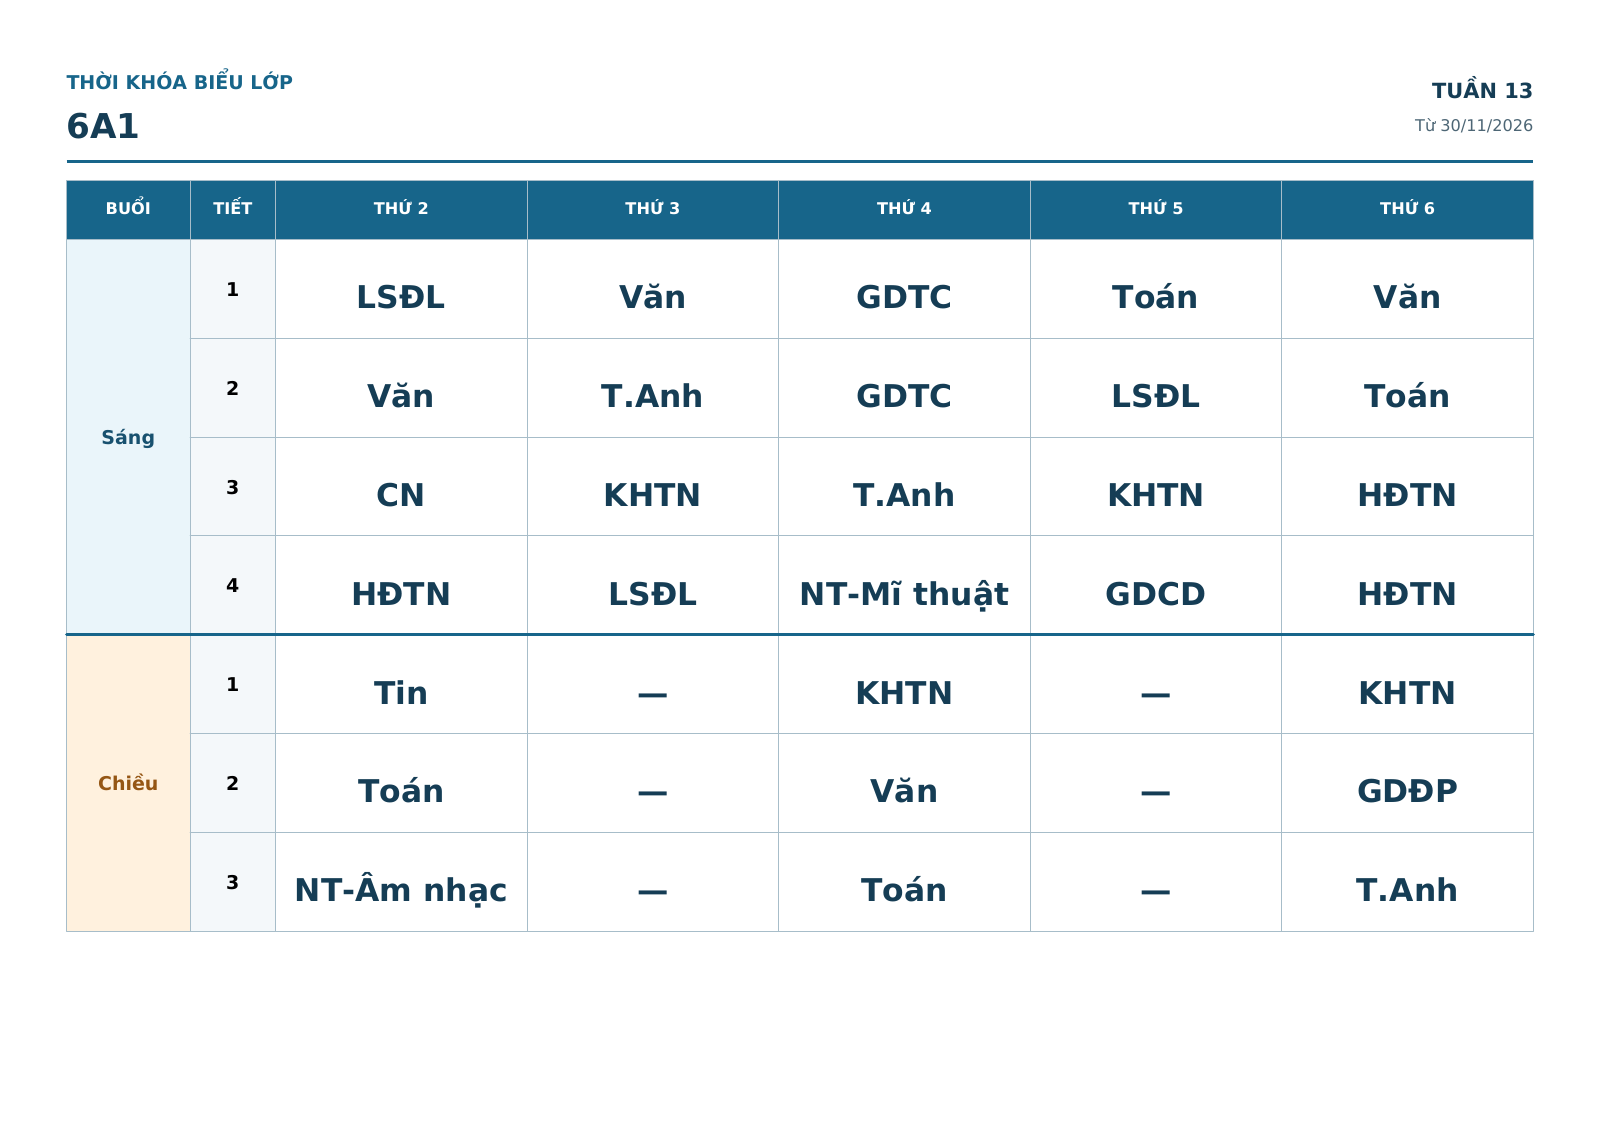 THỜI KHÓA BIỂU LỚP
6A1
TUẦN 13
Từ 30/11/2026
BUỔI TIẾT THỨ 2 THỨ 3 THỨ 4 THỨ 5 THỨ 6
Sáng
1 LSĐL Văn GDTC Toán Văn
2 Văn T.Anh GDTC LSĐL Toán
3 CN KHTN T.Anh KHTN HĐTN
4 HĐTN LSĐL NT-Mĩ thuật GDCD HĐTN
Chiều
1 Tin — KHTN — KHTN
2 Toán — Văn — GDĐP
3 NT-Âm nhạc — Toán — T.Anh